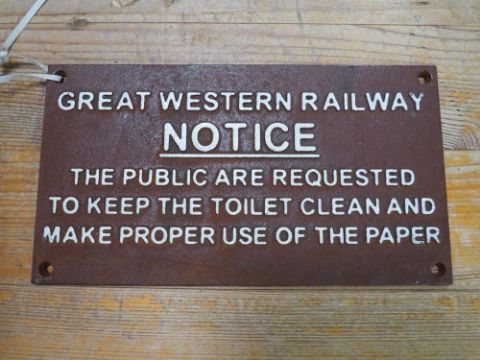 GREAT WESTERN RAILWAY
NOTICE
THE PUBLIC ARE REQUESTED
TO KEEP THE TOILET CLEAN AND
MAKE PROPER USE OF THE PAPER